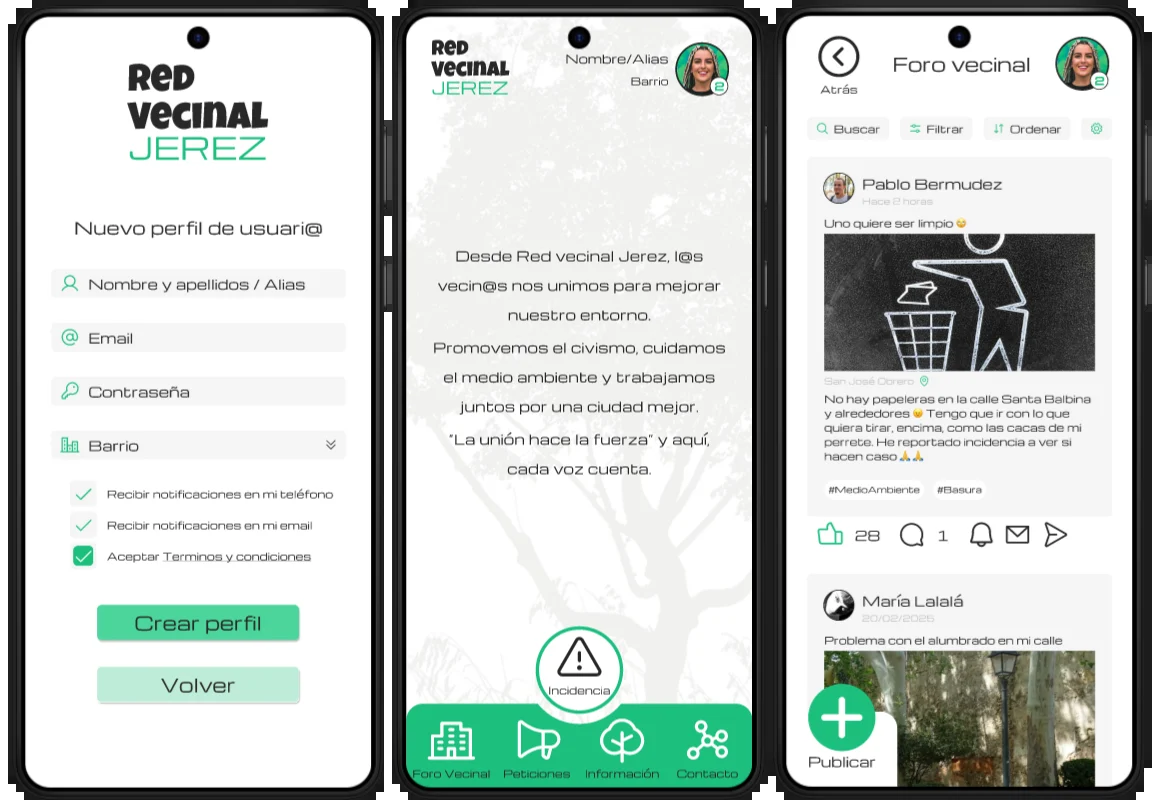 Red
Vecinal
JEREZ
Nuevo perfil de usuari@
Nombre y apellidos / Alias
Email
Contraseña
Barrio
Recibir notificaciones en mi teléfono
Recibir notificaciones en mi email
Aceptar Terminos y condiciones
Crear perfil
Volver
Red
Vecinal
JEREZ
Nombre/Alias
Barrio
2
Desde Red vecinal Jerez, l@s
vecin@s nos unimos para mejorar
nuestro entorno.
Promovemos el civismo, cuidamos
el medio ambiente y trabajamos
juntos por una ciudad mejor.
"La unión hace la fuerza" y aquí,
cada voz cuenta.
Incidencia
Foro Vecinal Peticiones Información Contacto
Atrás
Foro vecinal
2
Buscar Filtrar Ordenar
Pablo Bermudez
Hace 2 horas
Uno quiere ser limpio 😁
San José Obrero
No hay papeleras en la calle Santa Balbina
y alrededores 😠 Tengo que ir con lo que
quiera tirar, encima, como las cacas de mi
perrete. He reportado incidencia a ver si
hacen caso🙏🙏
#MedioAmbiente #Basura
28 1
María Lalalá
20/02/2025
Problema con el alumbrado en mi calle
Publicar